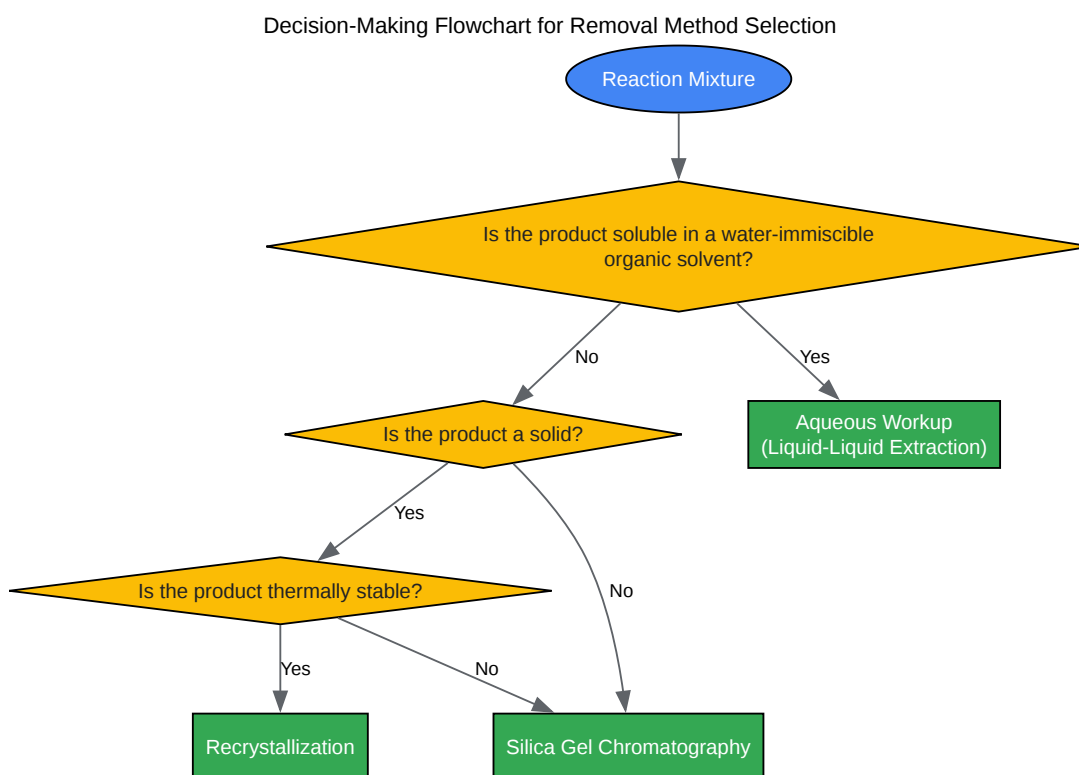 Decision-Making Flowchart for Removal Method Selection
Reaction Mixture
Is the product soluble in a water-immiscible
organic solvent?
No
Yes
Is the product a solid?
Aqueous Workup
(Liquid-Liquid Extraction)
Yes
Is the product thermally stable?
No
Yes
No
Recrystallization
Silica Gel Chromatography